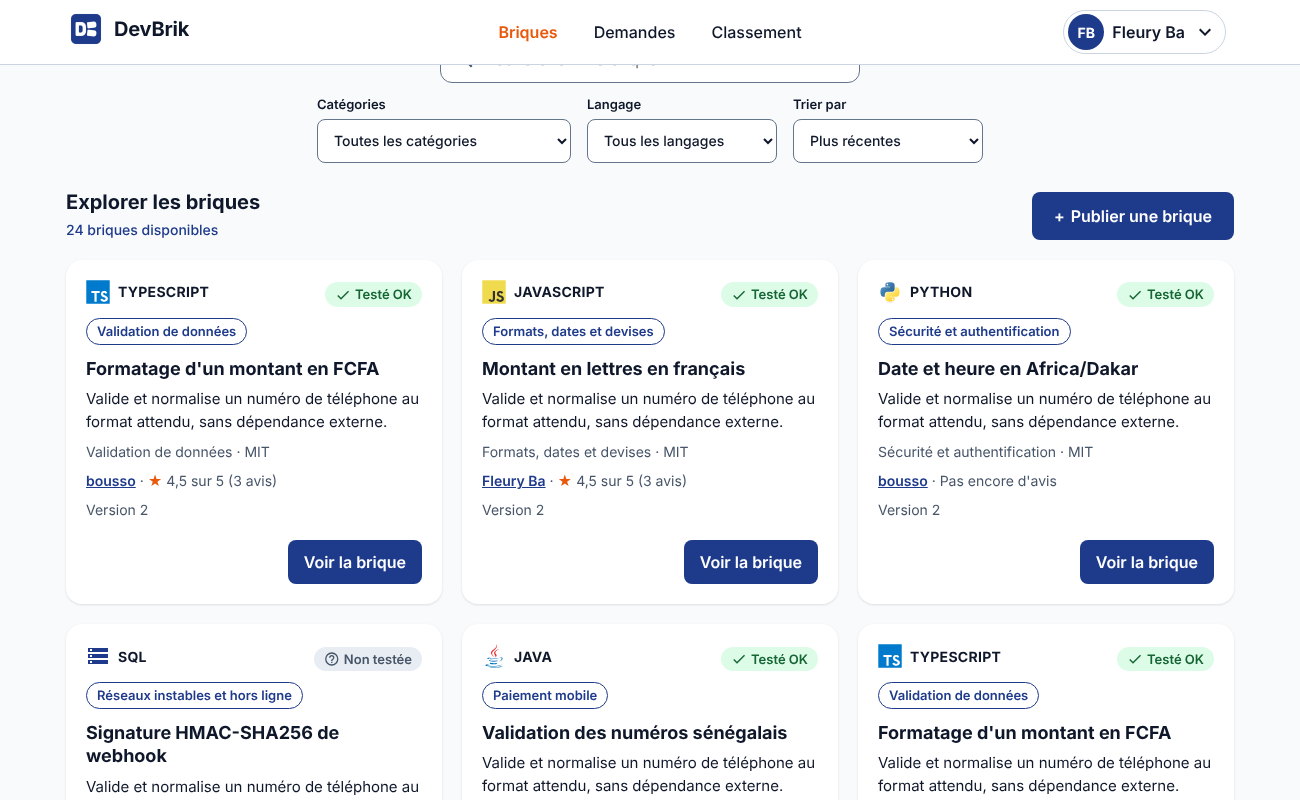 DevBrik
Briques
Demandes
Classement
FB
Fleury Ba
Catégories
Langage
Trier par
Toutes les catégories
Tous les langages
Plus récentes
Explorer les briques
24 briques disponibles
+ Publier une brique
TS
TYPESCRIPT
Testé OK
Validation de données
Formatage d'un montant en FCFA
Valide et normalise un numéro de téléphone au
format attendu, sans dépendance externe.
Validation de données · MIT
bousso · ★ 4,5 sur 5 (3 avis)
Version 2
Voir la brique
JS
JAVASCRIPT
Testé OK
Formats, dates et devises
Montant en lettres en français
Valide et normalise un numéro de téléphone au
format attendu, sans dépendance externe.
Formats, dates et devises · MIT
Fleury Ba · ★ 4,5 sur 5 (3 avis)
Version 2
Voir la brique
PYTHON
Testé OK
Sécurité et authentification
Date et heure en Africa/Dakar
Valide et normalise un numéro de téléphone au
format attendu, sans dépendance externe.
Sécurité et authentification · MIT
bousso · Pas encore d'avis
Version 2
Voir la brique
SQL
Non testée
Réseaux instables et hors ligne
Signature HMAC-SHA256 de
webhook
Valide et normalise un numéro de téléphone au
JAVA
Testé OK
Paiement mobile
Validation des numéros sénégalais
Valide et normalise un numéro de téléphone au
format attendu, sans dépendance externe.
TS
TYPESCRIPT
Testé OK
Validation de données
Formatage d'un montant en FCFA
Valide et normalise un numéro de téléphone au
format attendu, sans dépendance externe.